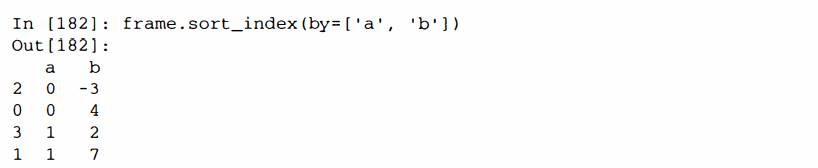 In [182]: frame.sort_index(by=['a', 'b'])
Out[182]:
   a  b
2  0 -3
0  0  4
3  1  2
1  1  7